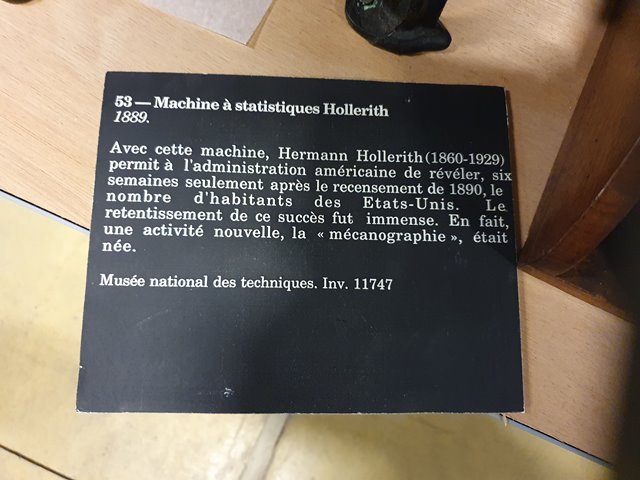 53 — Machine à statistiques Hollerith
1889.
Avec cette machine, Hermann Hollerith (1860-1929)
permit à l'administration américaine de révéler, six
semaines seulement après le recensement de 1890, le
nombre d'habitants des Etats-Unis. Le
retentissement de ce succès fut immense. En fait,
une activité nouvelle, la « mécanographie », était
née.
Musée national des techniques. Inv. 11747